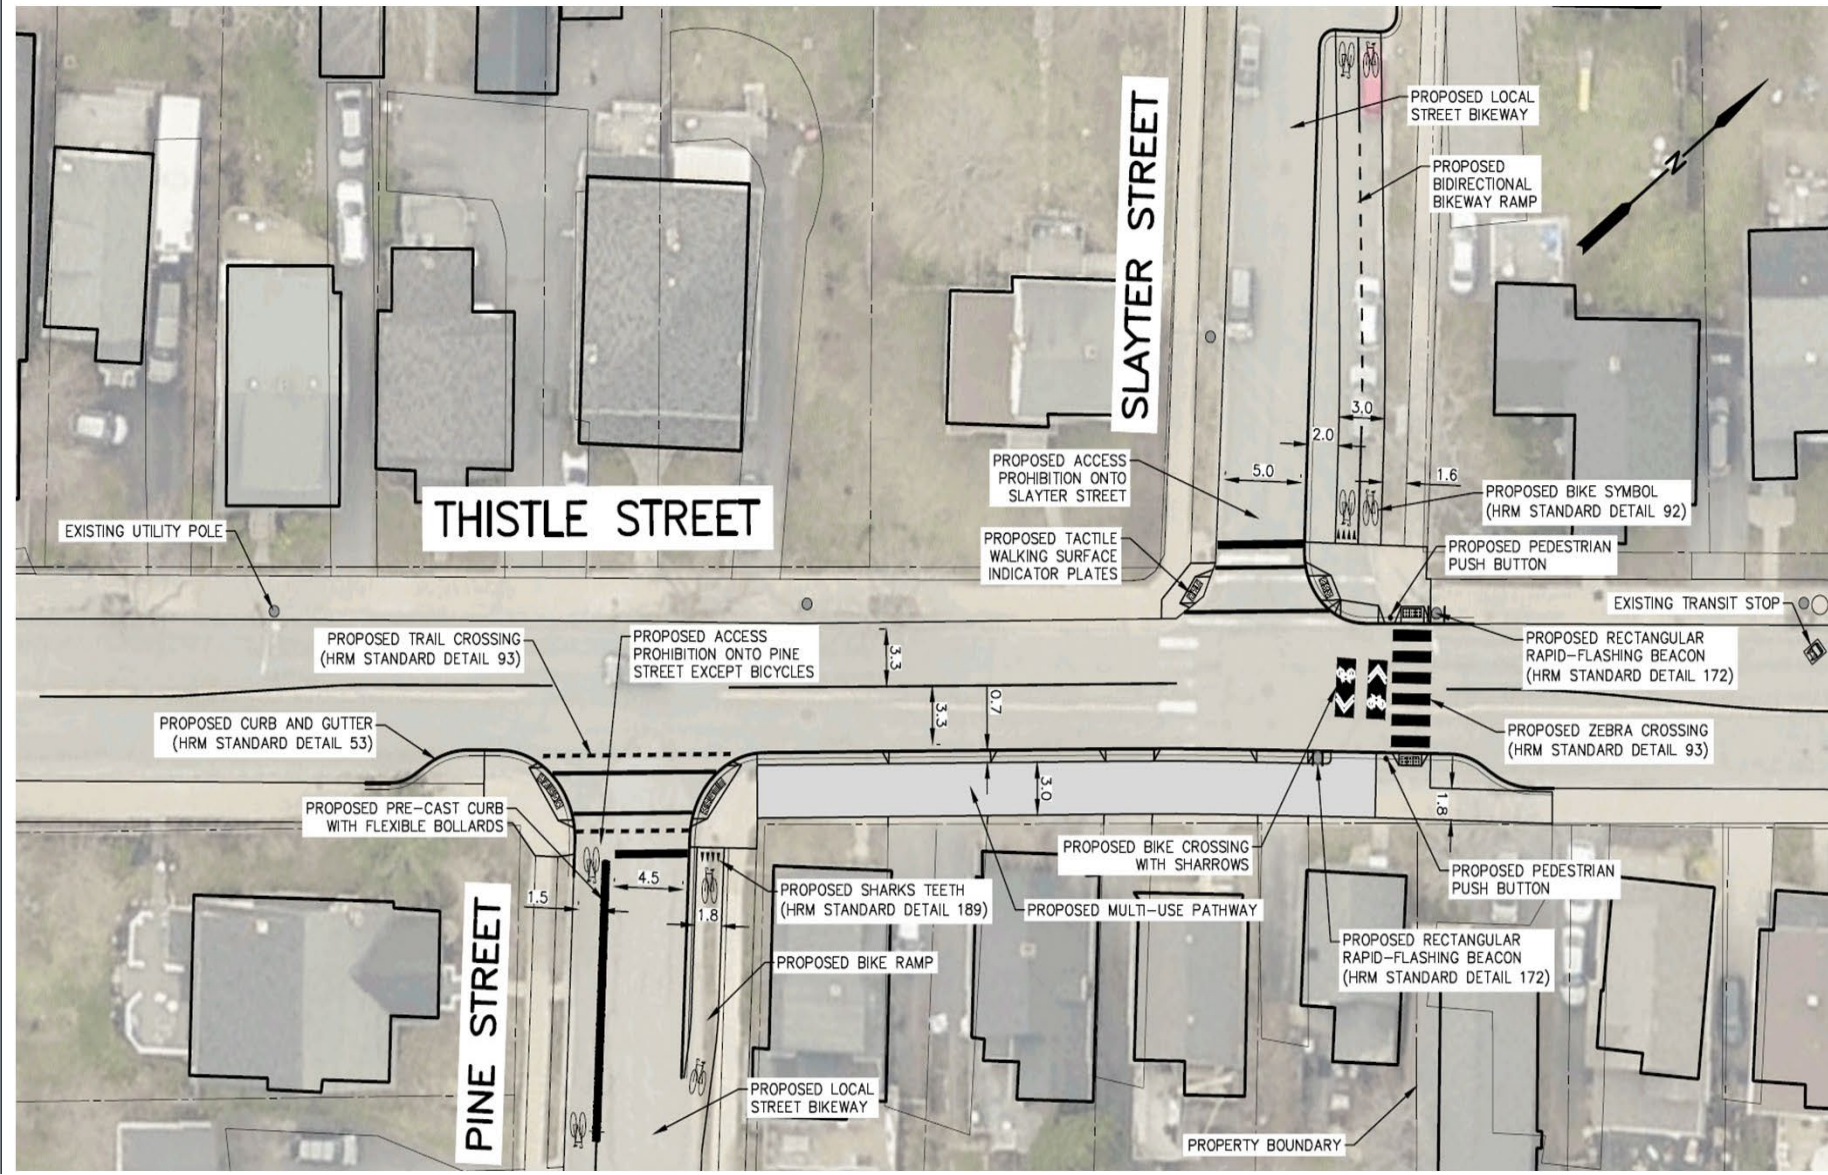 SLAYTER STREET
PROPOSED LOCAL
STREET BIKEWAY
N
PROPOSED
BIDIRECTIONAL
BIKEWAY RAMP
3.0
2.0
5.0
1.6
PROPOSED ACCESS
PROHIBITION ONTO
SLAYTER STREET
PROPOSED BIKE SYMBOL
(HRM STANDARD DETAIL 92)
THISTLE STREET
EXISTING UTILITY POLE
PROPOSED TACTILE
WALKING SURFACE
INDICATOR PLATES
PROPOSED PEDESTRIAN
PUSH BUTTON
EXISTING TRANSIT STOP
PROPOSED TRAIL CROSSING
(HRM STANDARD DETAIL 93)
PROPOSED ACCESS
PROHIBITION ONTO PINE
STREET EXCEPT BICYCLES
3.3
3.3
0.7
PROPOSED RECTANGULAR
RAPID-FLASHING BEACON
(HRM STANDARD DETAIL 172)
PROPOSED CURB AND GUTTER
(HRM STANDARD DETAIL 53)
PROPOSED ZEBRA CROSSING
(HRM STANDARD DETAIL 93)
PROPOSED PRE-CAST CURB
WITH FLEXIBLE BOLLARDS
3.0
1.8
PROPOSED BIKE CROSSING
WITH SHARROWS
PROPOSED PEDESTRIAN
PUSH BUTTON
1.5
4.5
1.8
PROPOSED SHARKS TEETH
(HRM STANDARD DETAIL 189)
PROPOSED MULTI-USE PATHWAY
PINE STREET
PROPOSED BIKE RAMP
PROPOSED RECTANGULAR
RAPID-FLASHING BEACON
(HRM STANDARD DETAIL 172)
PROPOSED LOCAL
STREET BIKEWAY
PROPERTY BOUNDARY